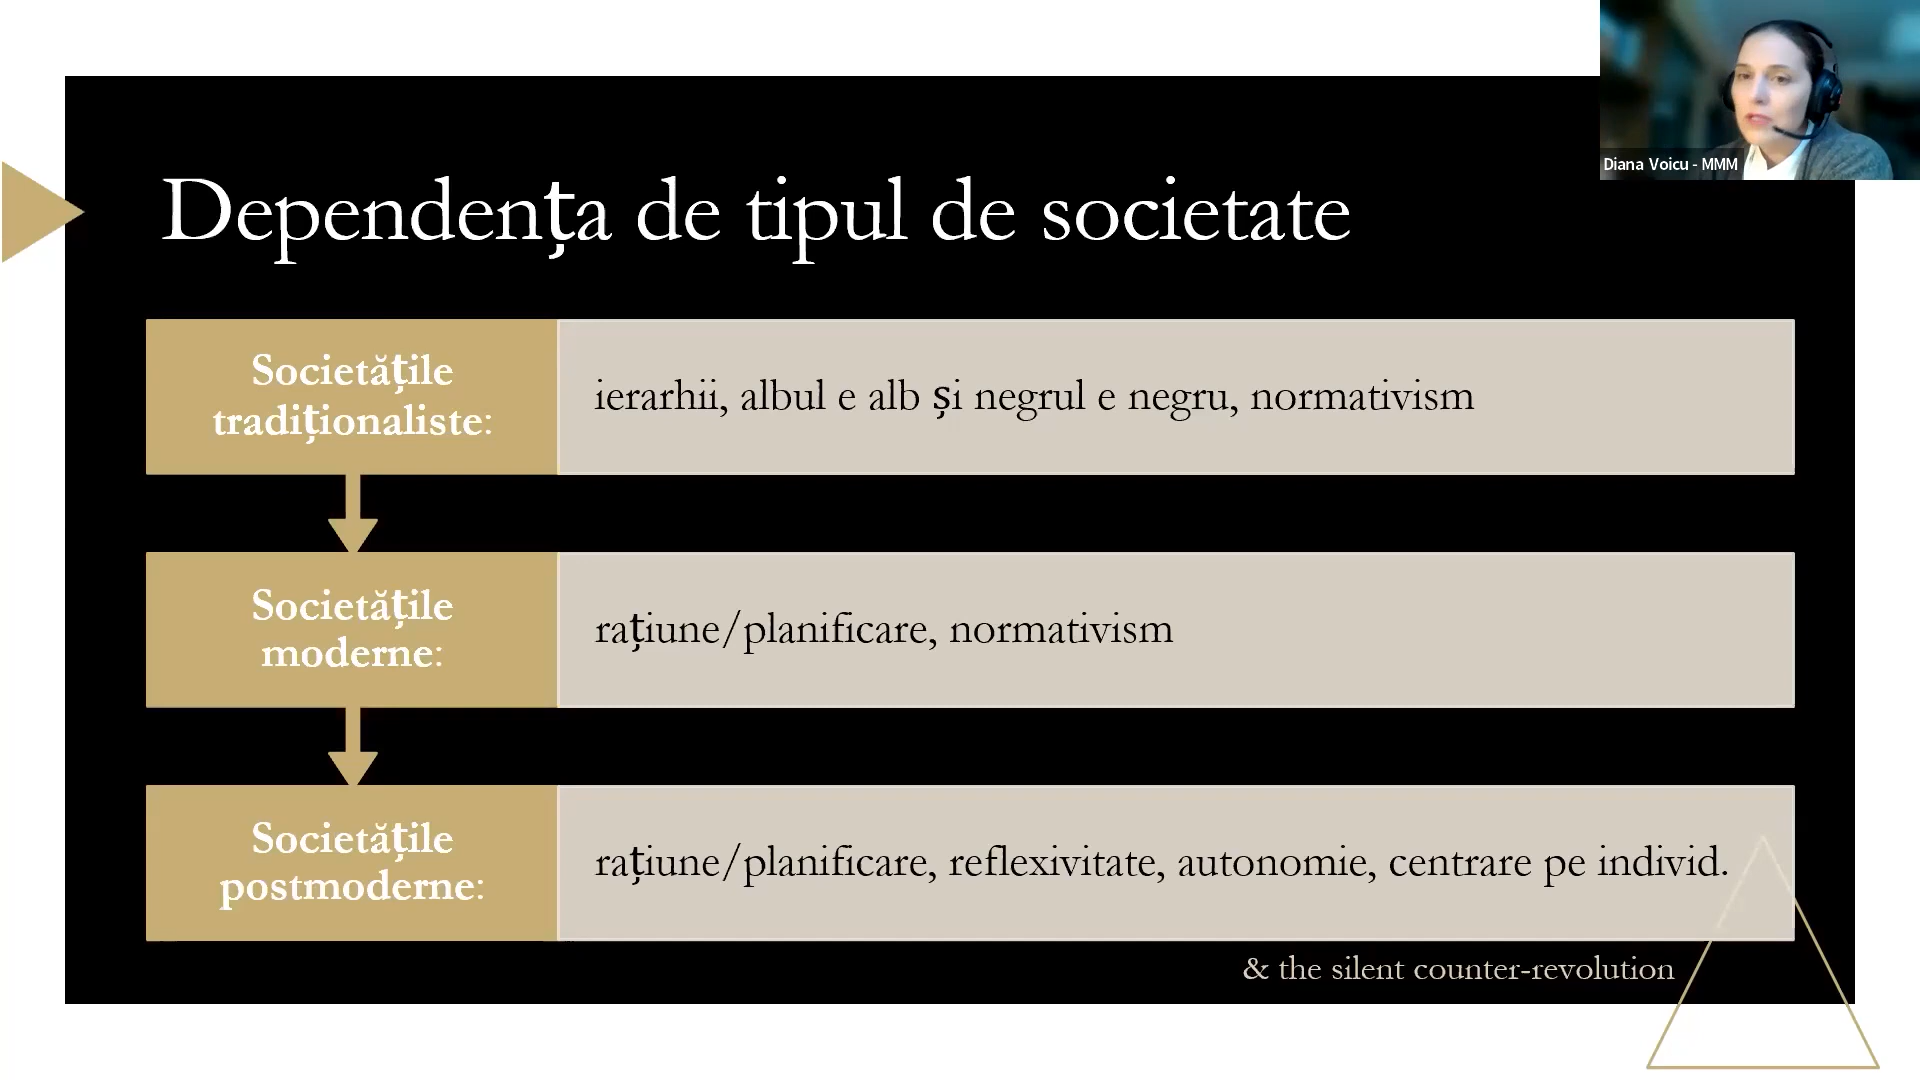 Diana Voicu - MMM
Dependența de tipul de societate
Societățile
tradiționaliste:
ierarhii, albul e alb și negrul e negru, normativism
Societățile
moderne:
rațiune/planificare, normativism
Societățile
postmoderne:
rațiune/planificare, reflexivitate, autonomie, centrare pe individ.
& the silent counter-revolution